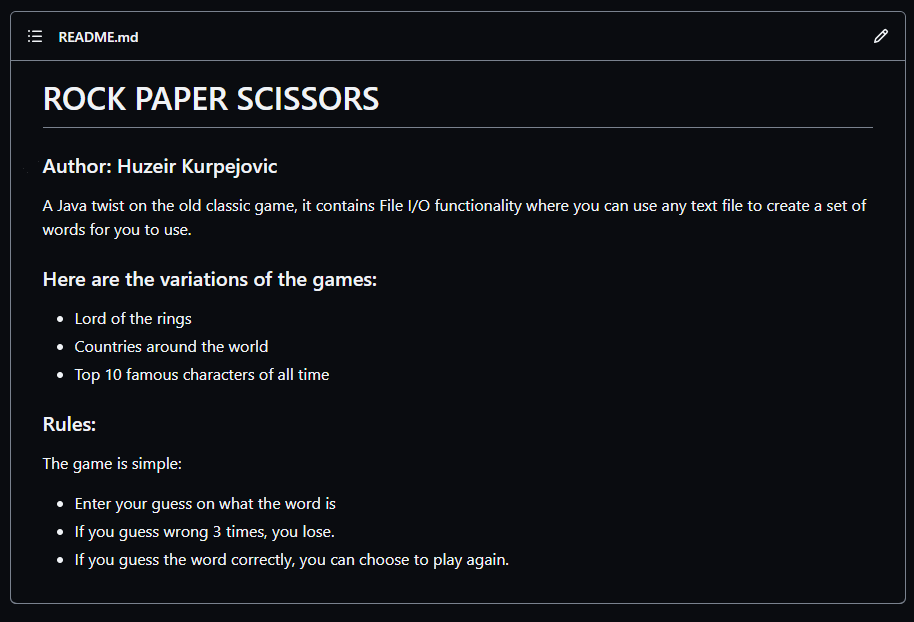 README.md
ROCK PAPER SCISSORS
Author: Huzeir Kurpejovic
A Java twist on the old classic game, it contains File I/O functionality where you can use any text file to create a set of
words for you to use.
Here are the variations of the games:
Lord of the rings
Countries around the world
Top 10 famous characters of all time
Rules:
The game is simple:
Enter your guess on what the word is
If you guess wrong 3 times, you lose.
If you guess the word correctly, you can choose to play again.